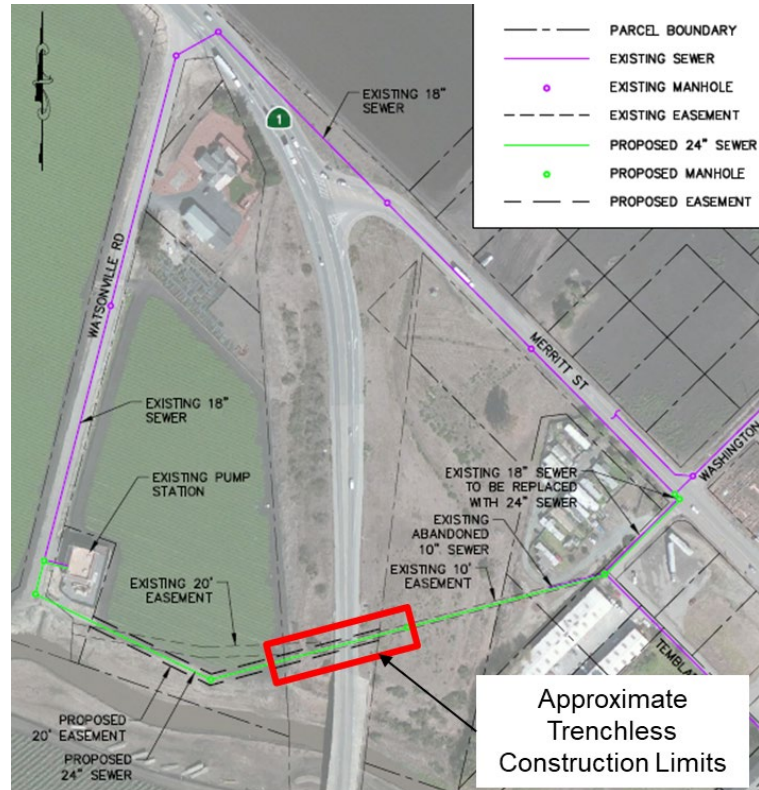 PARCEL BOUNDARY
EXISTING SEWER
EXISTING MANHOLE
EXISTING EASEMENT
PROPOSED 24" SEWER
PROPOSED MANHOLE
PROPOSED EASEMENT
EXISTING 18"
SEWER
1
WATSONVILLE RD
MERRITT ST
EXISTING 18"
SEWER
EXISTING PUMP
STATION
WASHINGTON
EXISTING 18" SEWER
TO BE REPLACED
WITH 24" SEWER
EXISTING
ABANDONED
10" SEWER
EXISTING 10'
EASEMENT
EXISTING 20'
EASEMENT
TEMBLA
PROPOSED
20' EASEMENT
PROPOSED
24" SEWER
Approximate
Trenchless
Construction Limits